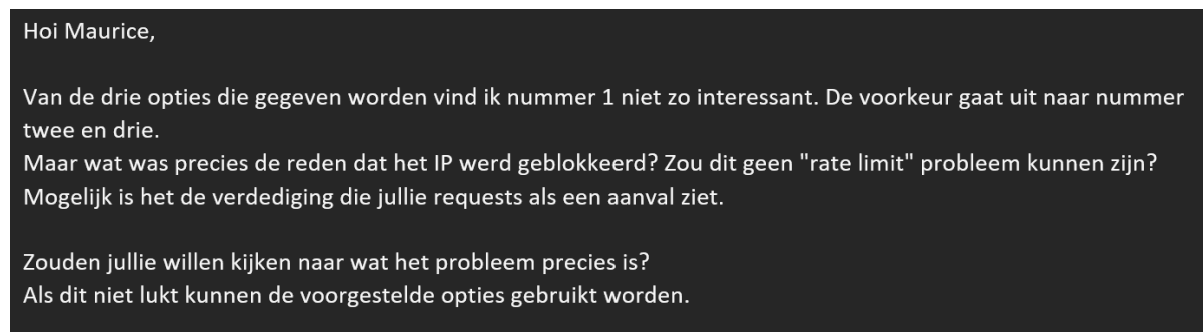 Hoi Maurice,
Van de drie opties die gegeven worden vind ik nummer 1 niet zo interessant. De voorkeur gaat uit naar nummer
twee en drie.
Maar wat was precies de reden dat het IP werd geblokkeerd? Zou dit geen "rate limit" probleem kunnen zijn?
Mogelijk is het de verdediging die jullie requests als een aanval ziet.
Zouden jullie willen kijken naar wat het probleem precies is?
Als dit niet lukt kunnen de voorgestelde opties gebruikt worden.